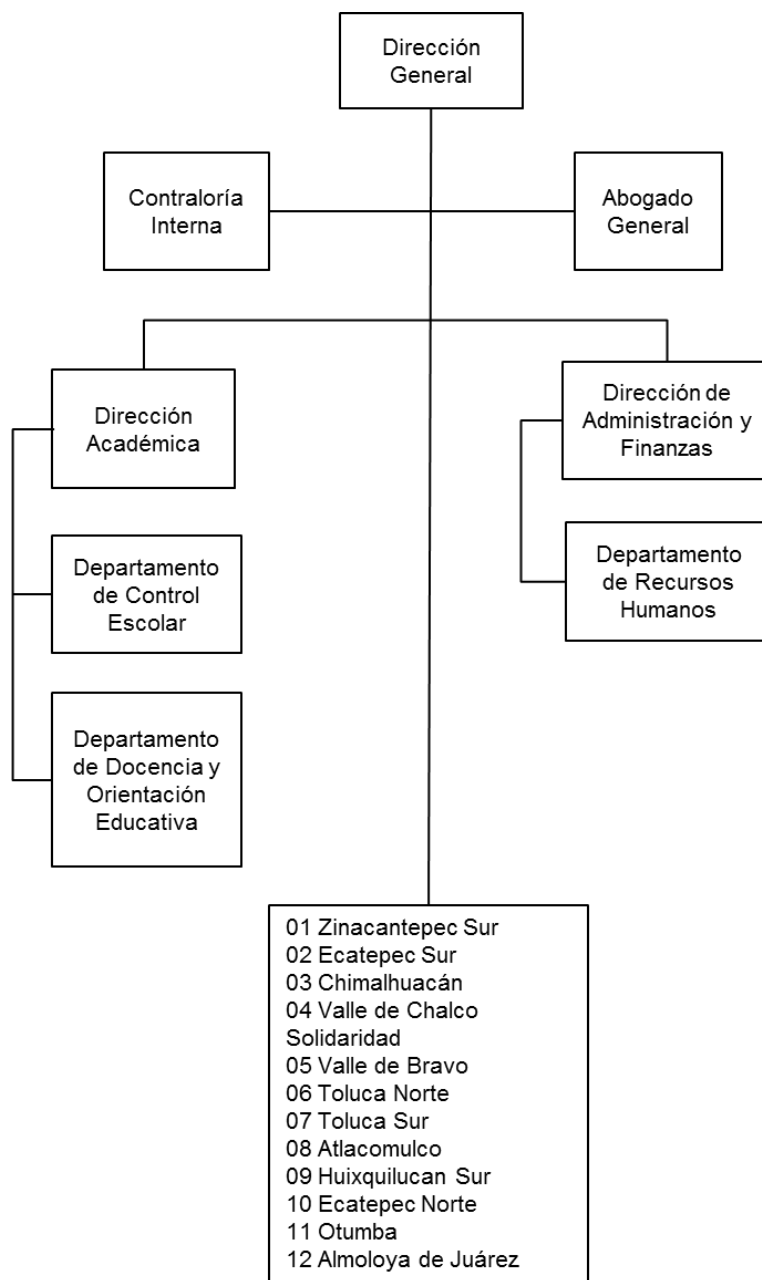 Dirección
General
Contraloría
Interna
Abogado
General
Dirección
Académica
Dirección de
Administración y
Finanzas
Departamento
de Control
Escolar
Departamento
de Recursos
Humanos
Departamento
de Docencia y
Orientación
Educativa
01 Zinacantepec Sur
02 Ecatepec Sur
03 Chimalhuacán
04 Valle de Chalco
Solidaridad
05 Valle de Bravo
06 Toluca Norte
07 Toluca Sur
08 Atlacomulco
09 Huixquilucan Sur
10 Ecatepec Norte
11 Otumba
12 Almoloya de Juárez